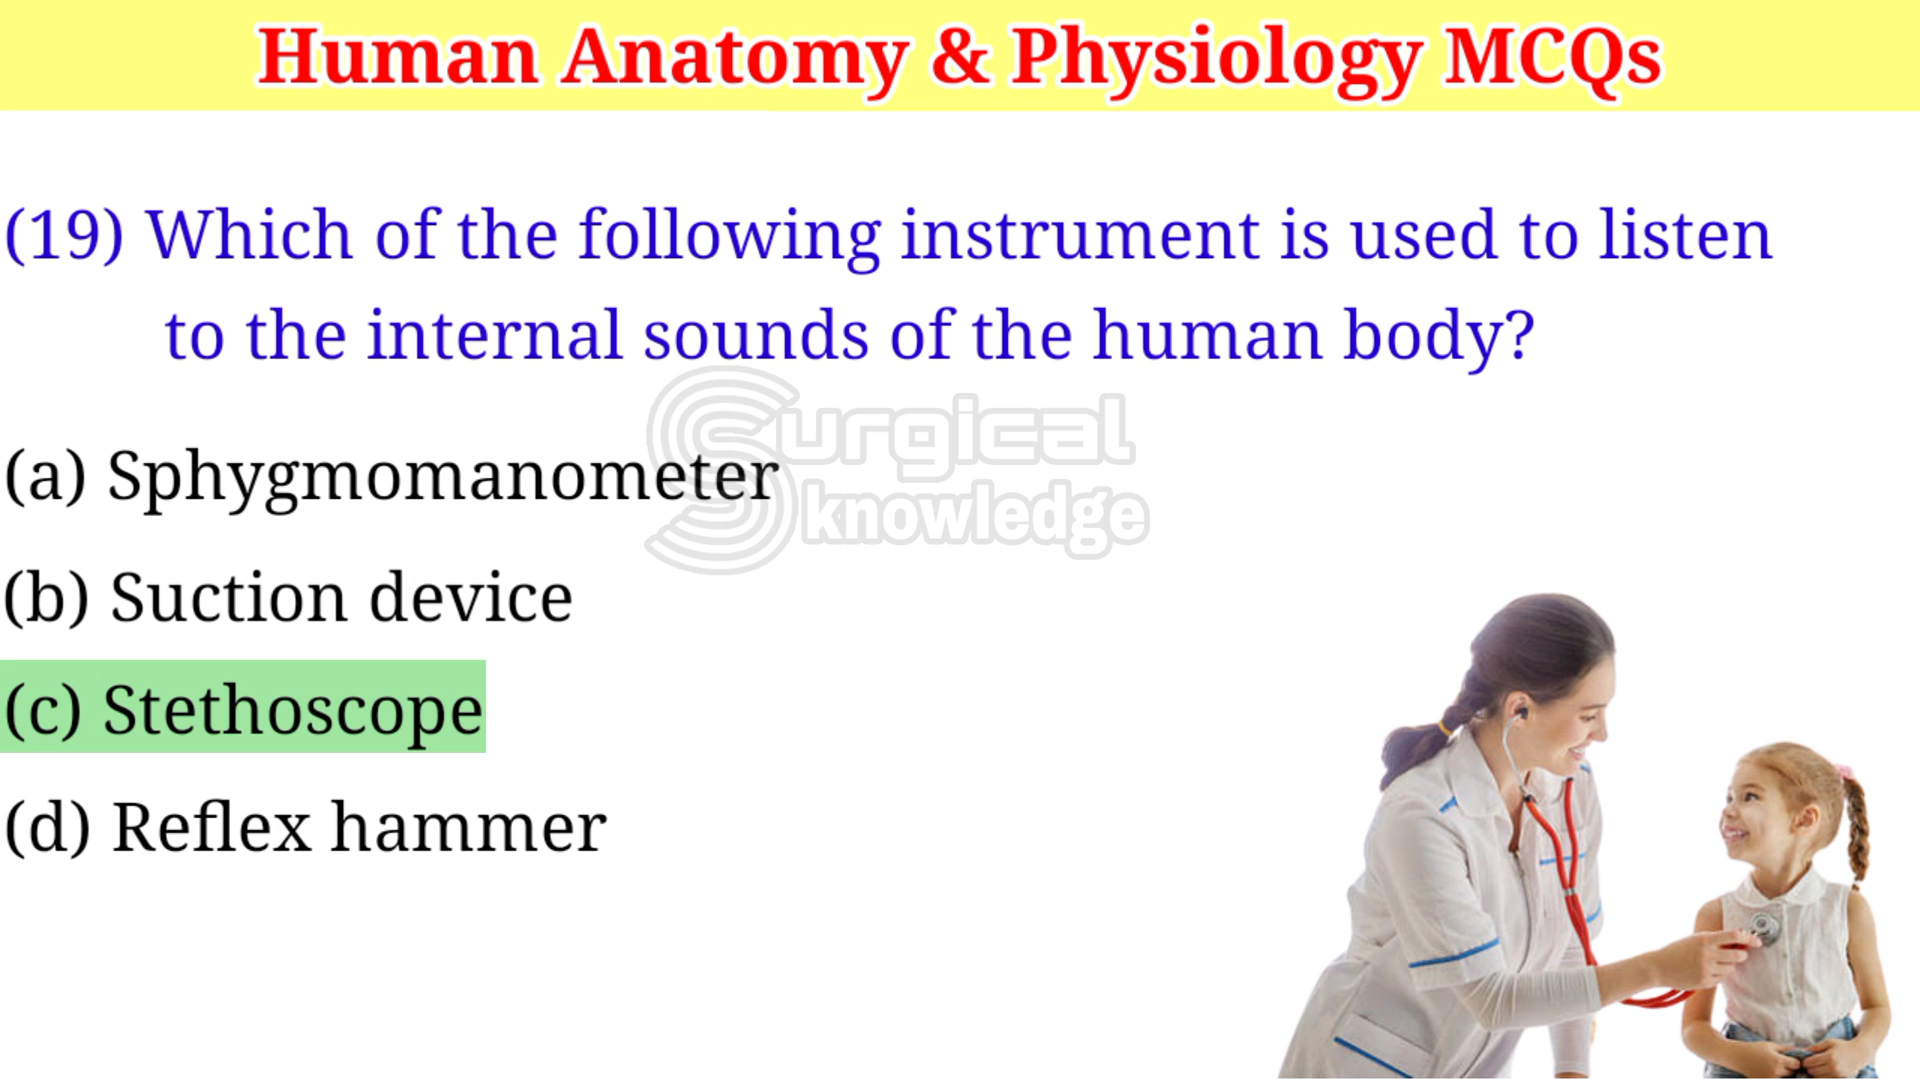 Human Anatomy & Physiology MCQs
(19) Which of the following instrument is used to listen
to the internal sounds of the human body?
Surgical
knowledge
(a) Sphygmomanometer
(b) Suction device
(c) Stethoscope
(d) Reflex hammer